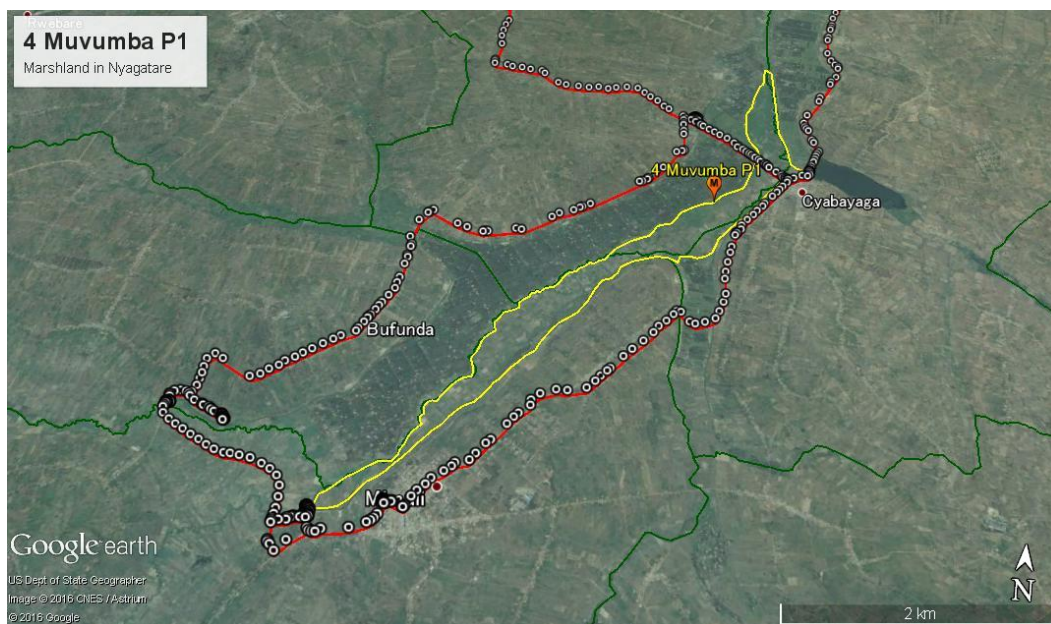 4 Muvumba P1
Marshland in Nyagatare
4 Muvumba P1
M
Cyabayaga
Bufunda
Google earth
US Dept of State Geographer
Image © 2016 CNES / Astrium
© 2016 Google
N
2 km